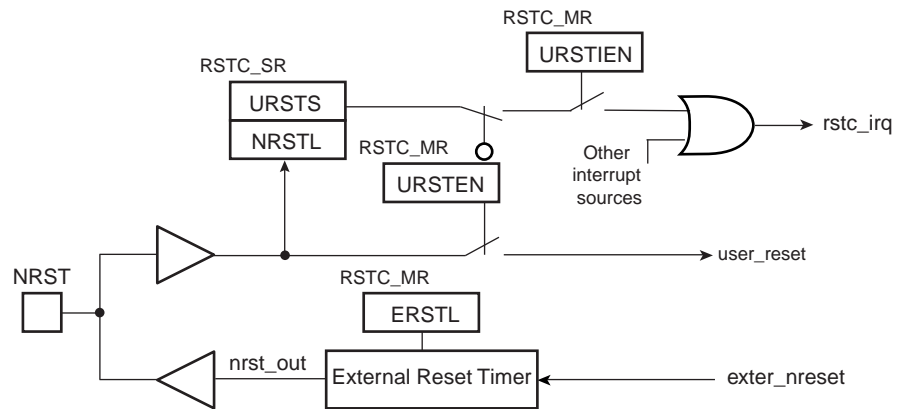 RSTC_MR
URSTIEN
RSTC_SR
URSTS
NRSTL
rstc_irq
RSTC_MR
URSTEN
Other
interrupt
sources
user_reset
NRST
RSTC_MR
ERSTL
nrst_out
External Reset Timer
exter_nreset